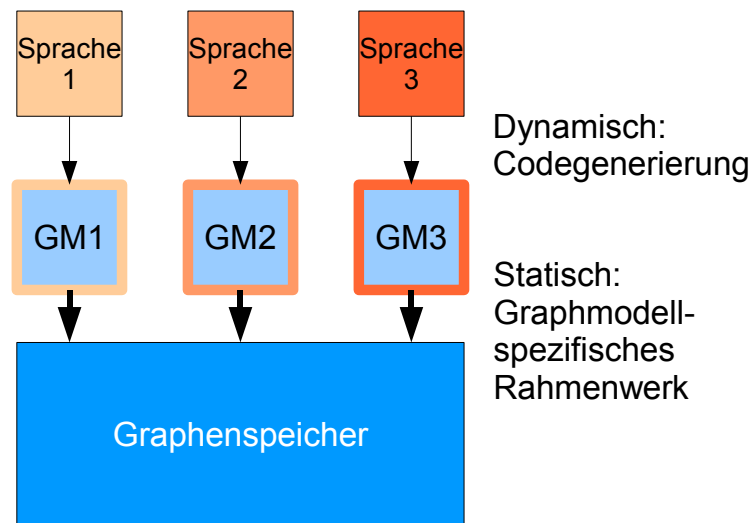 Sprache
1
Sprache
2
Sprache
3
Dynamisch:
Codegenerierung
GM1
GM2
GM3
Statisch:
Graphmodell-
spezifisches
Rahmenwerk
Graphenspeicher